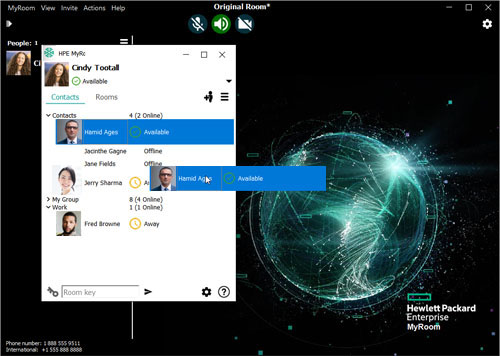 MyRoom View Invite Actions Help
Original Room*
People: 1
HPE MyRo
Cindy Tootall
Available
Contacts Rooms
Contacts 4 (2 Online)
Hamid Ages Available
Jacinthe Gagne Offline
Jane Fields Offline
Jerry Sharma
Hamid Ages Available
My Group 8 (4 Online)
Work 1 (1 Online)
Fred Browne Away
Room key
Hewlett Packard
Enterprise
MyRoom
Phone number: 1 888 555 9511
International: +1 555 888 8888